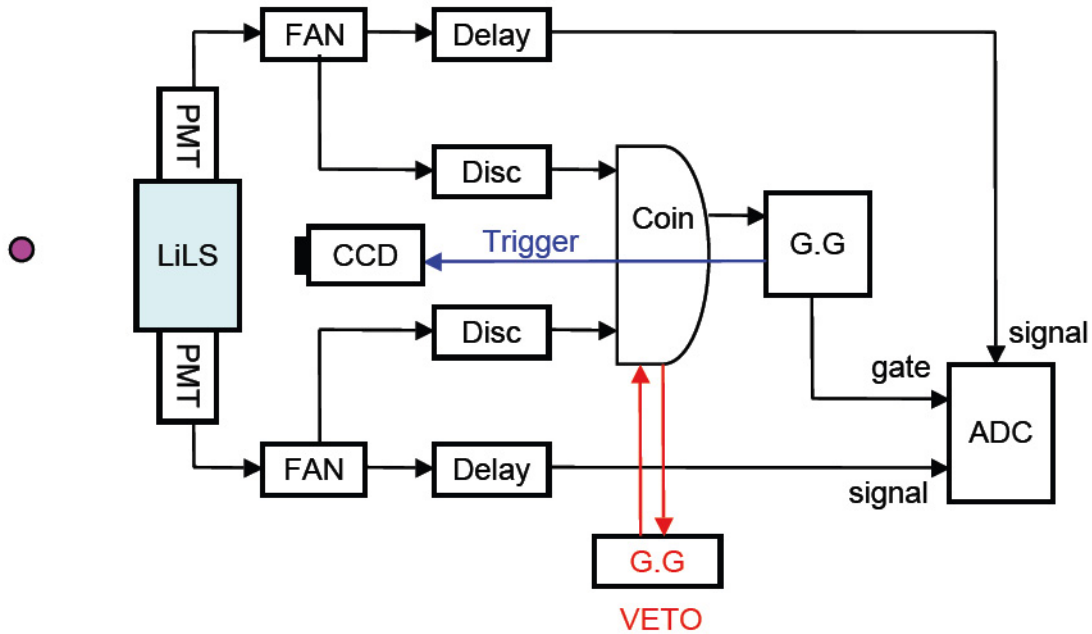 FAN
Delay
PMT
Disc
Coin
G.G
LiLS
CCD
Trigger
Disc
signal
PMT
gate
ADC
FAN
Delay
signal
G.G
VETO